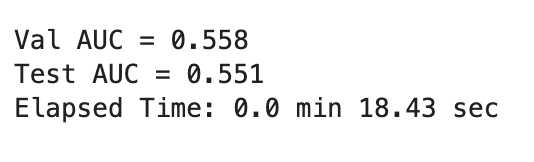 Val AUC = 0.558
Test AUC = 0.551
Elapsed Time: 0.0 min 18.43 sec